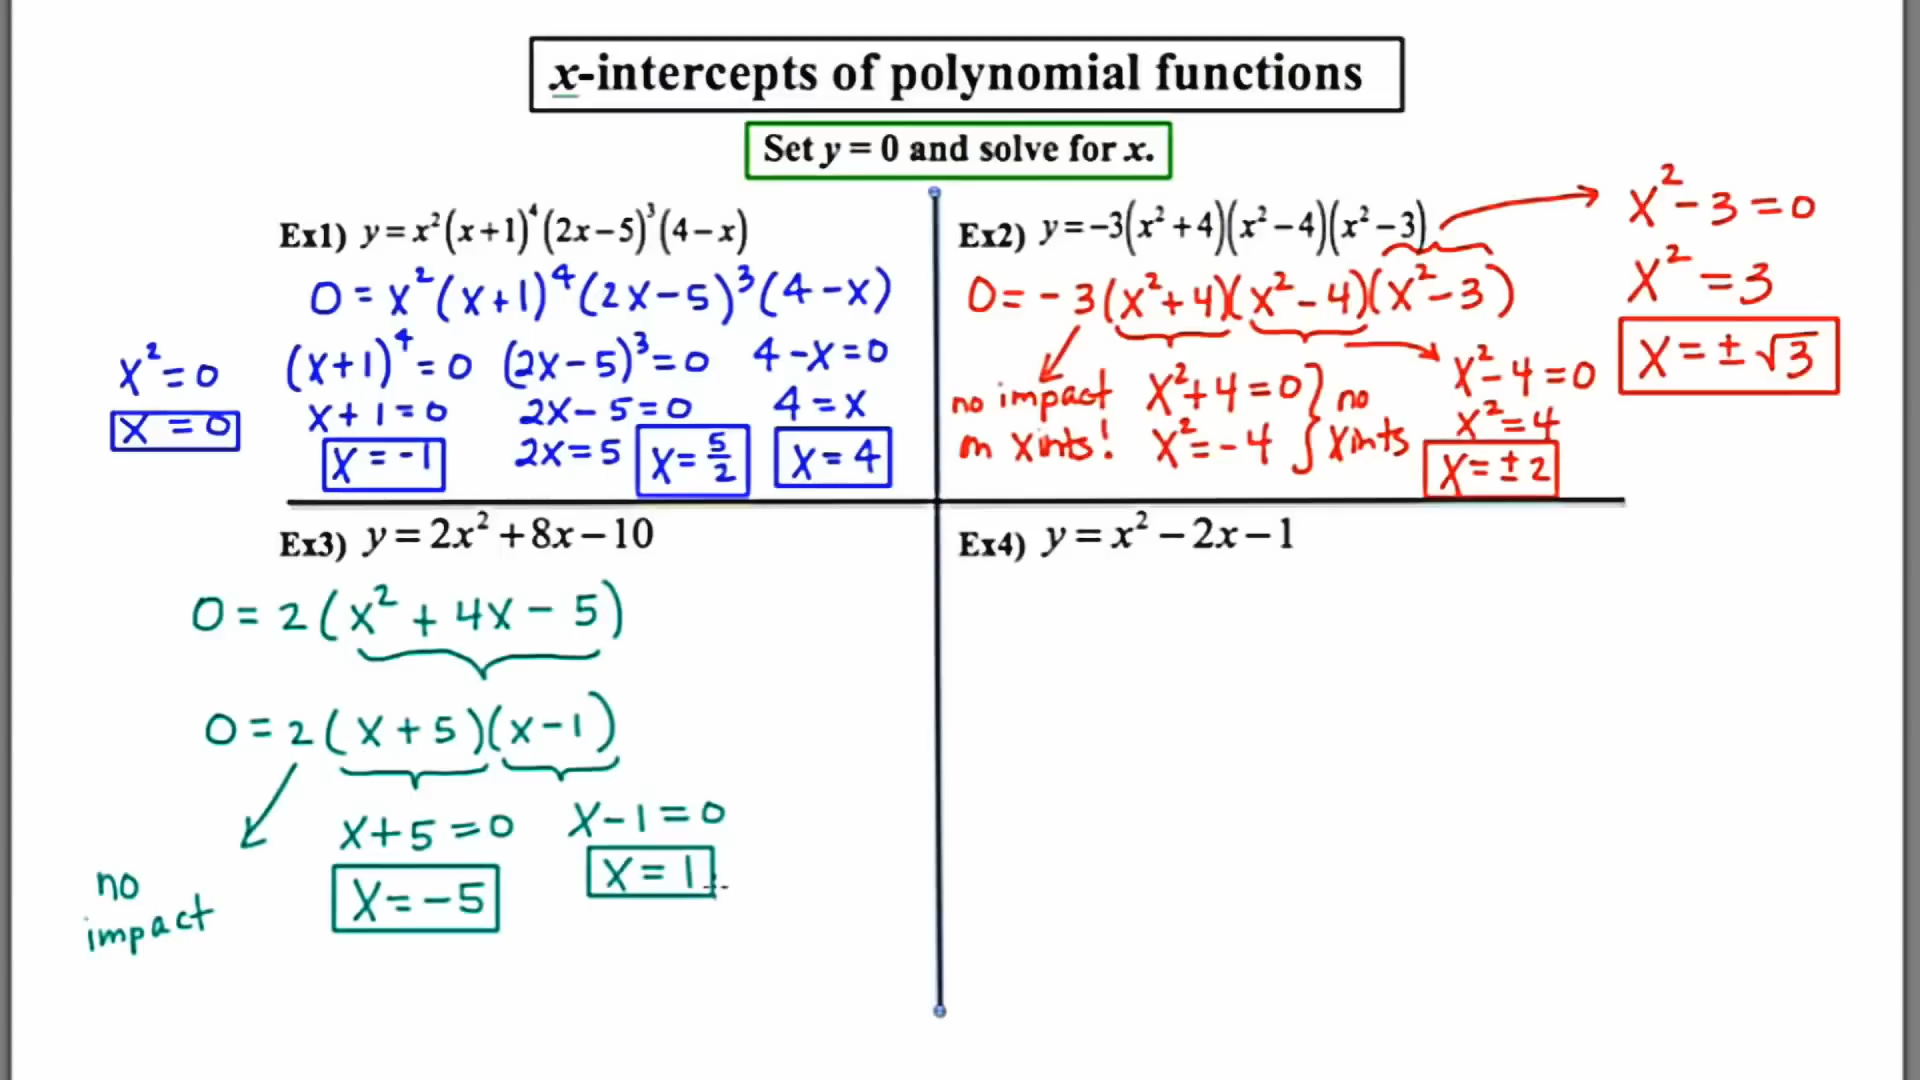 x-intercepts of polynomial functions
Set y = 0 and solve for x.
Ex1) y = x²(x+1)⁴(2x−5)³(4−x)
0 = x²(x+1)⁴(2x−5)³(4−x)
x² = 0
x = 0
(x+1)⁴ = 0
x + 1 = 0
x = −1
(2x−5)³ = 0
2x − 5 = 0
2x = 5
x = 5/2
4 − x = 0
4 = x
x = 4
Ex2) y = −3(x² + 4)(x² − 4)(x² − 3)
0 = −3(x²+4)(x²−4)(x²−3)
no impact
on xints!
x²+4 = 0
x² = −4
no
xints
x²−4 = 0
x² = 4
x = ±2
x² − 3 = 0
x² = 3
x = ±√3
Ex3) y = 2x² + 8x − 10
0 = 2(x² + 4x − 5)
0 = 2(x + 5)(x − 1)
no
impact
x + 5 = 0
x = −5
x − 1 = 0
x = 1
Ex4) y = x² − 2x − 1